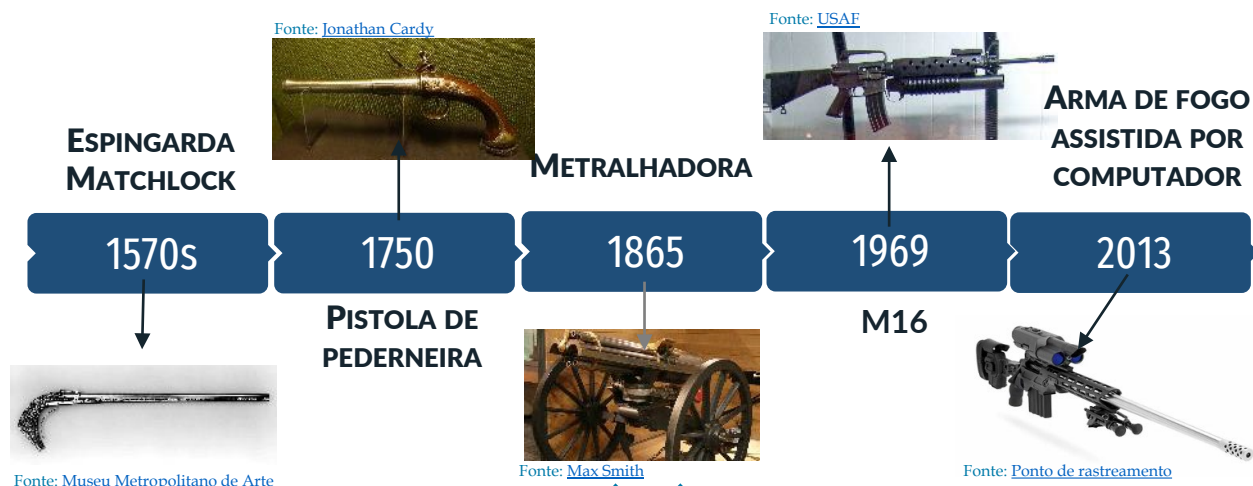 Fonte: Jonathan Cardy
Fonte: USAF
ESPINGARDA
MATCHLOCK
METRALHADORA
ARMA DE FOGO
ASSISTIDA POR
COMPUTADOR
1570s
1750
1865
1969
2013
PISTOLA DE
PEDERNEIRA
M16
Fonte: Museu Metropolitano de Arte
Fonte: Max Smith
Fonte: Ponto de rastreamento